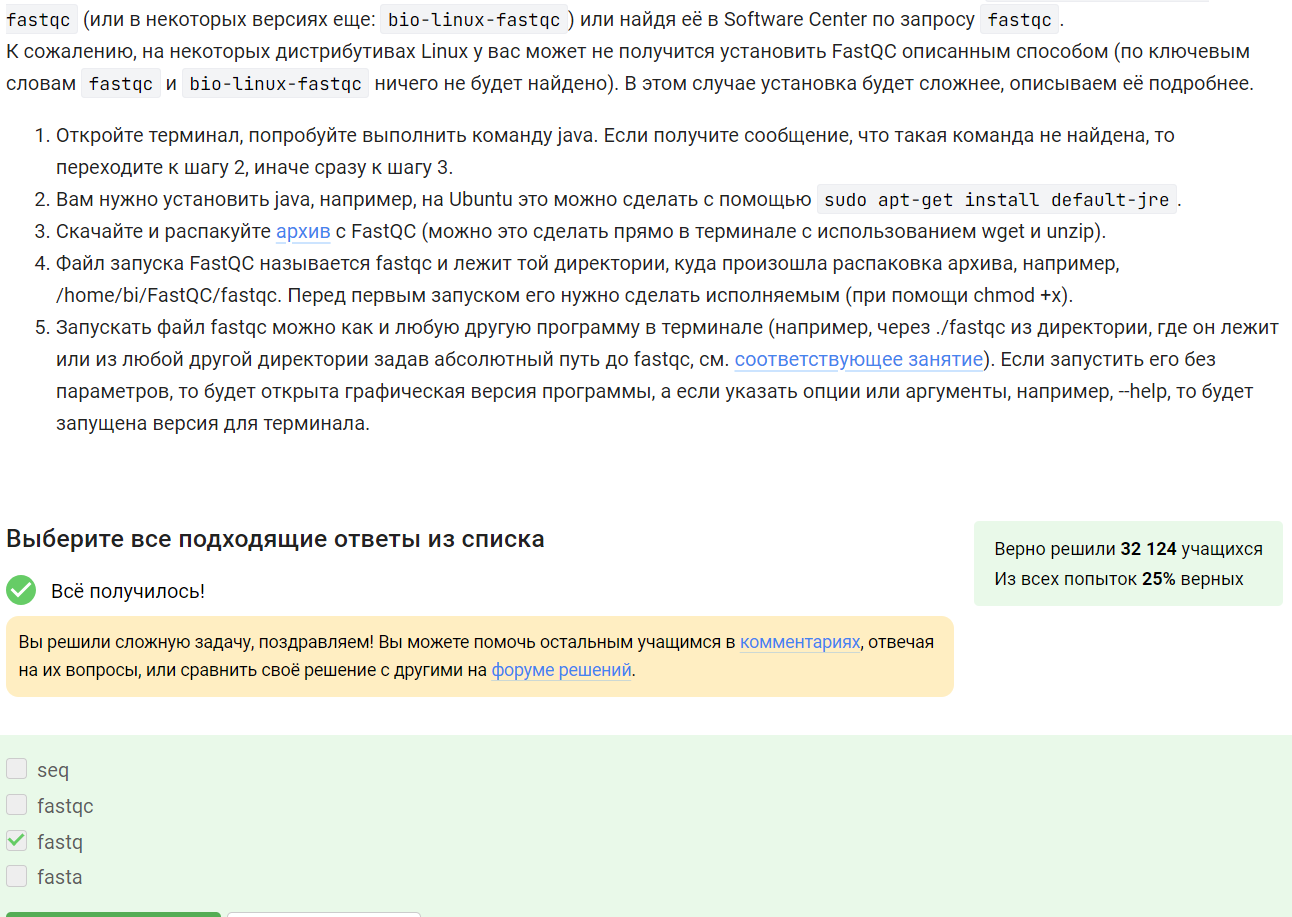 fastqc (или в некоторых версиях еще: bio-linux-fastqc) или найдя её в Software Center по запросу fastqc.
К сожалению, на некоторых дистрибутивах Linux у вас может не получится установить FastQC описанным способом (по ключевым
словам fastqc и bio-linux-fastqc ничего не будет найдено). В этом случае установка будет сложнее, описываем её подробнее.
1. Откройте терминал, попробуйте выполнить команду java. Если получите сообщение, что такая команда не найдена, то
переходите к шагу 2, иначе сразу к шагу 3.
2. Вам нужно установить java, например, на Ubuntu это можно сделать с помощью sudo apt-get install default-jre.
3. Скачайте и распакуйте архив с FastQC (можно это сделать прямо в терминале с использованием wget и unzip).
4. Файл запуска FastQC называется fastqc и лежит той директории, куда произошла распаковка архива, например,
/home/bi/FastQC/fastqc. Перед первым запуском его нужно сделать исполняемым (при помощи chmod +x).
5. Запускать файл fastqc можно как и любую другую программу в терминале (например, через ./fastqc из директории, где он лежит
или из любой другой директории задав абсолютный путь до fastqc, см. соответствующее занятие). Если запустить его без
параметров, то будет открыта графическая версия программы, а если указать опции или аргументы, например, --help, то будет
запущена версия для терминала.
Выберите все подходящие ответы из списка
Верно решили 32 124 учащихся
Из всех попыток 25% верных
Всё получилось!
Вы решили сложную задачу, поздравляем! Вы можете помочь остальным учащимся в комментариях, отвечая
на их вопросы, или сравнить своё решение с другими на форуме решений.
seq
fastqc
fastq
fasta